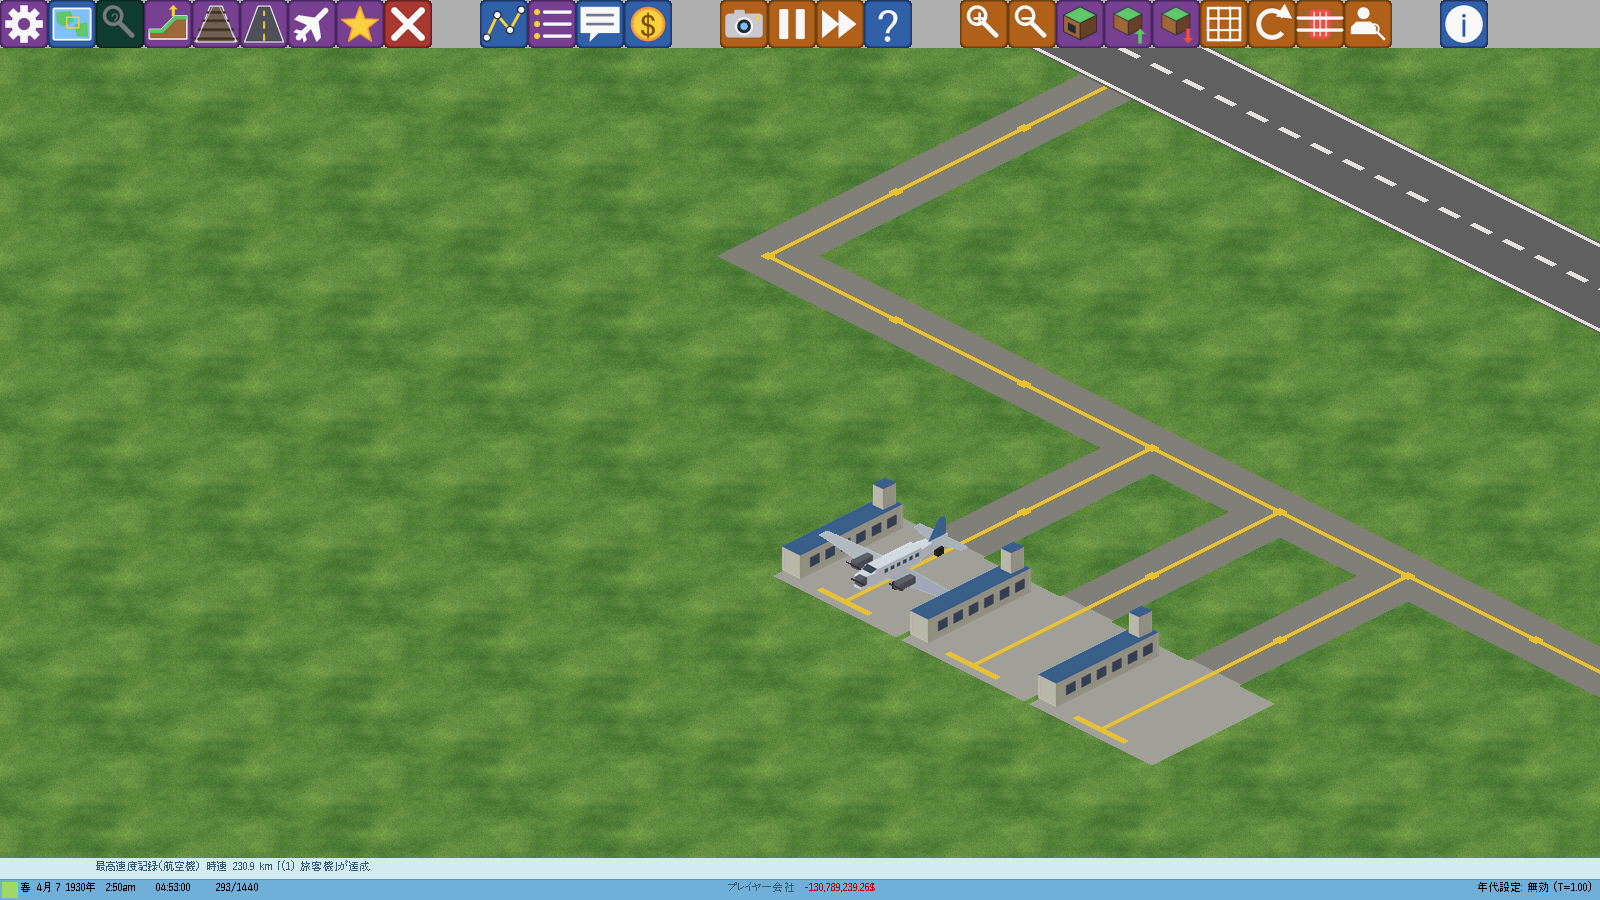 最高速度記録(航空機) 時速 230.9 km 「(1) 旅客機」が達成
春 4月 7 1930年 2:50am 04:53:00 293/1440 プレイヤー会社 -130,789,239.26$ 年代設定: 無効 (T=1.00)